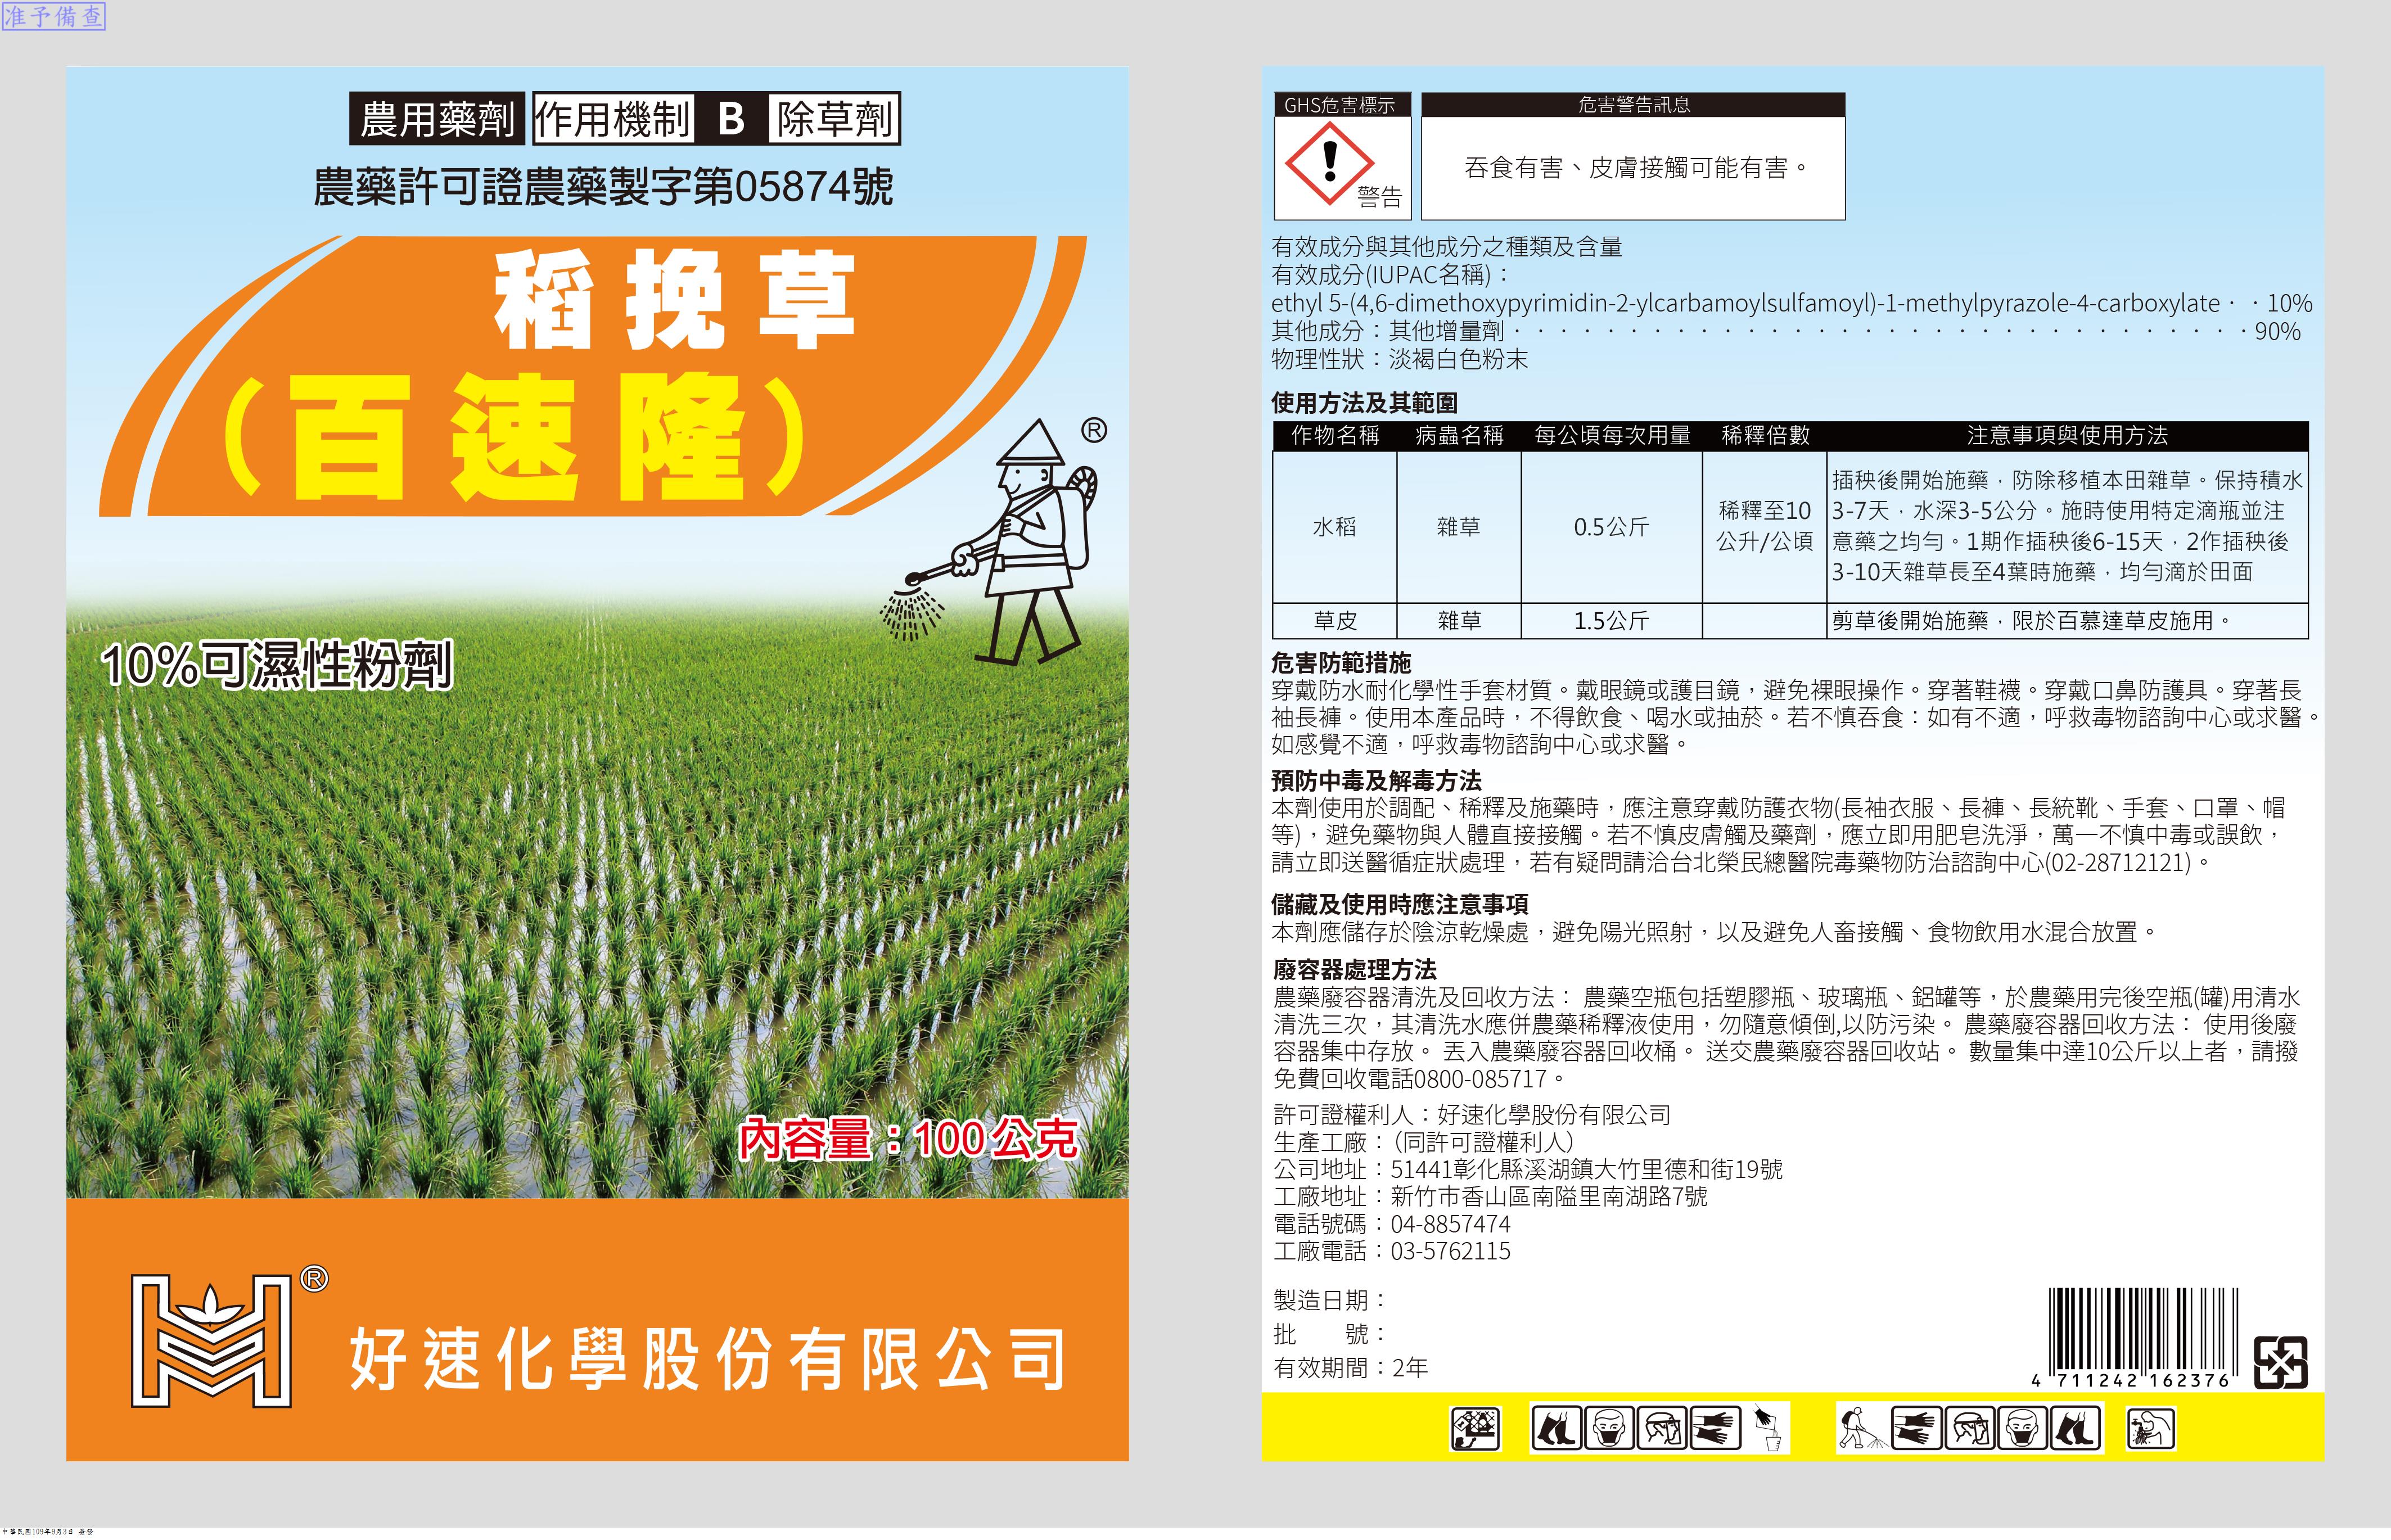 准予備查
農用藥劑 作用機制 B 除草劑
農藥許可證農藥製字第05874號
稻挽草
(百速隆)
®
10%可濕性粉劑
內容量：100公克
®
好速化學股份有限公司
GHS危害標示
警告
危害警告訊息
吞食有害、皮膚接觸可能有害。
有效成分與其他成分之種類及含量
有效成分(IUPAC名稱)：
ethyl 5-(4,6-dimethoxypyrimidin-2-ylcarbamoylsulfamoyl)-1-methylpyrazole-4-carboxylate‧‧10%
其他成分：其他增量劑‧‧‧‧‧‧‧‧‧‧‧‧‧‧‧‧‧‧‧‧‧‧‧‧‧‧‧‧‧‧‧‧90%
物理性狀：淡褐白色粉末
使用方法及其範圍
作物名稱 病蟲名稱 每公頃每次用量 稀釋倍數 注意事項與使用方法
水稻 雜草 0.5公斤
稀釋至10
公升/公頃
插秧後開始施藥，防除移植本田雜草。保持積水
3-7天，水深3-5公分。施時使用特定滴瓶並注
意藥之均勻。1期作插秧後6-15天，2作插秧後
3-10天雜草長至4葉時施藥，均勻滴於田面
草皮 雜草 1.5公斤 剪草後開始施藥，限於百慕達草皮施用。
危害防範措施
穿戴防水耐化學性手套材質。戴眼鏡或護目鏡，避免裸眼操作。穿著鞋襪。穿戴口鼻防護具。穿著長
袖長褲。使用本產品時，不得飲食、喝水或抽菸。若不慎吞食：如有不適，呼救毒物諮詢中心或求醫。
如感覺不適，呼救毒物諮詢中心或求醫。
預防中毒及解毒方法
本劑使用於調配、稀釋及施藥時，應注意穿戴防護衣物(長袖衣服、長褲、長統靴、手套、口罩、帽
等)，避免藥物與人體直接接觸。若不慎皮膚觸及藥劑，應立即用肥皂洗淨，萬一不慎中毒或誤飲，
請立即送醫循症狀處理，若有疑問請洽台北榮民總醫院毒藥物防治諮詢中心(02-28712121)。
儲藏及使用時應注意事項
本劑應儲存於陰涼乾燥處，避免陽光照射，以及避免人畜接觸、食物飲用水混合放置。
廢容器處理方法
農藥廢容器清洗及回收方法： 農藥空瓶包括塑膠瓶、玻璃瓶、鋁罐等，於農藥用完後空瓶(罐)用清水
清洗三次，其清洗水應併農藥稀釋液使用，勿隨意傾倒,以防污染。 農藥廢容器回收方法： 使用後廢
容器集中存放。 丟入農藥廢容器回收桶。 送交農藥廢容器回收站。 數量集中達10公斤以上者，請撥
免費回收電話0800-085717。
許可證權利人：好速化學股份有限公司
生產工廠：（同許可證權利人）
公司地址：51441彰化縣溪湖鎮大竹里德和街19號
工廠地址：新竹市香山區南隘里南湖路7號
電話號碼：04-8857474
工廠電話：03-5762115
製造日期：
批　　號：
有效期間：2年
4 711242 162376
中華民國109年9月3日 簽發